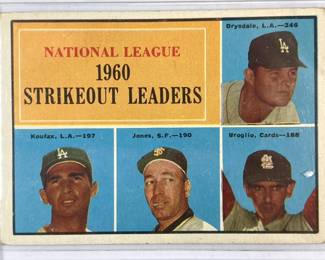 Drysdale, L.A.—246
NATIONAL LEAGUE
1960
STRIKEOUT LEADERS
Koufax, L.A.—197
Jones, S.F.—190
Broglio, Cards—188